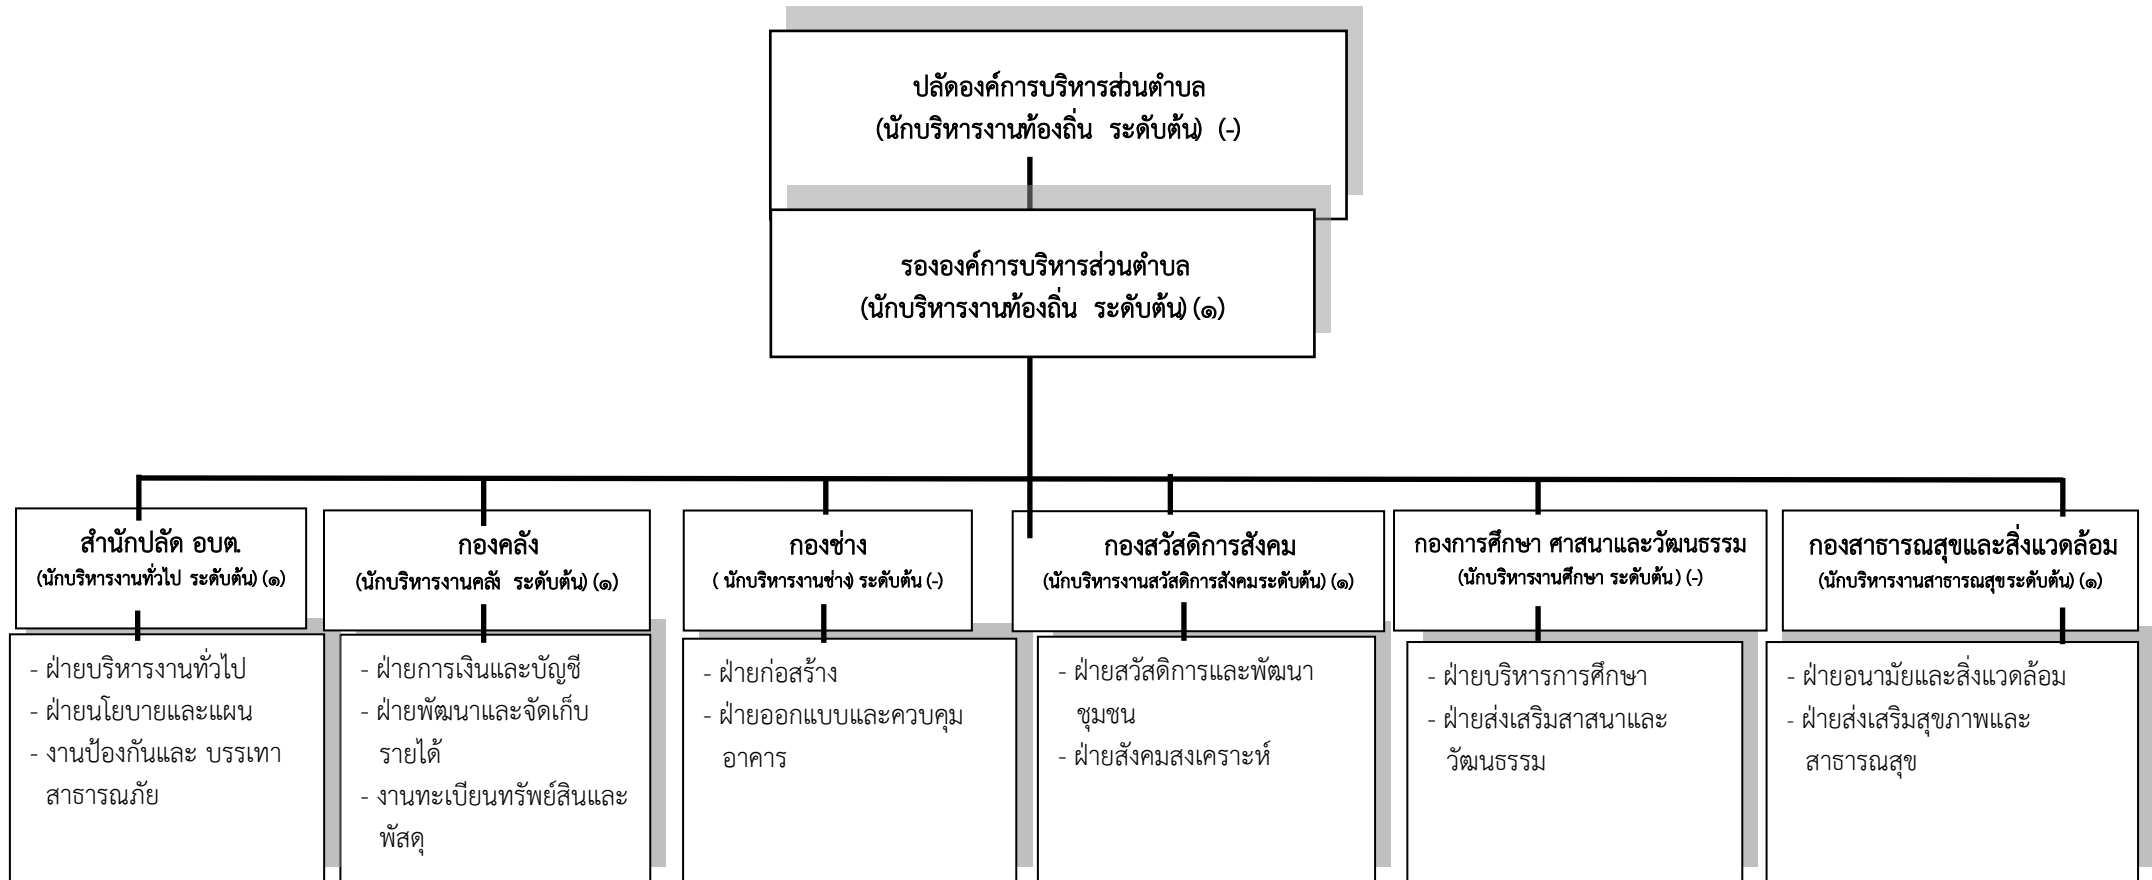 ปลัดองค์การบริหารส่วนตำบล
(นักบริหารงานท้องถิ่น ระดับต้น) (-)
รององค์การบริหารส่วนตำบล
(นักบริหารงานท้องถิ่น ระดับต้น) (๑)
สำนักปลัด อบต.
(นักบริหารงานทั่วไป ระดับต้น) (๑)
- ฝ่ายบริหารงานทั่วไป
- ฝ่ายนโยบายและแผน
- งานป้องกันและ บรรเทา
สาธารณภัย
กองคลัง
(นักบริหารงานคลัง ระดับต้น) (๑)
- ฝ่ายการเงินและบัญชี
- ฝ่ายพัฒนาและจัดเก็บ
รายได้
- งานทะเบียนทรัพย์สินและ
พัสดุ
กองช่าง
( นักบริหารงานช่าง) ระดับต้น (-)
- ฝ่ายก่อสร้าง
- ฝ่ายออกแบบและควบคุม
อาคาร
กองสวัสดิการสังคม
(นักบริหารงานสวัสดิการสังคมระดับต้น) (๑)
- ฝ่ายสวัสดิการและพัฒนา
ชุมชน
- ฝ่ายสังคมสงเคราะห์
กองการศึกษา ศาสนาและวัฒนธรรม
(นักบริหารงานศึกษา ระดับต้น ) (-)
- ฝ่ายบริหารการศึกษา
- ฝ่ายส่งเสริมสาสนาและ
วัฒนธรรม
กองสาธารณสุขและสิ่งแวดล้อม
(นักบริหารงานสาธารณสุขระดับต้น) (๑)
- ฝ่ายอนามัยและสิ่งแวดล้อม
- ฝ่ายส่งเสริมสุขภาพและ
สาธารณสุข